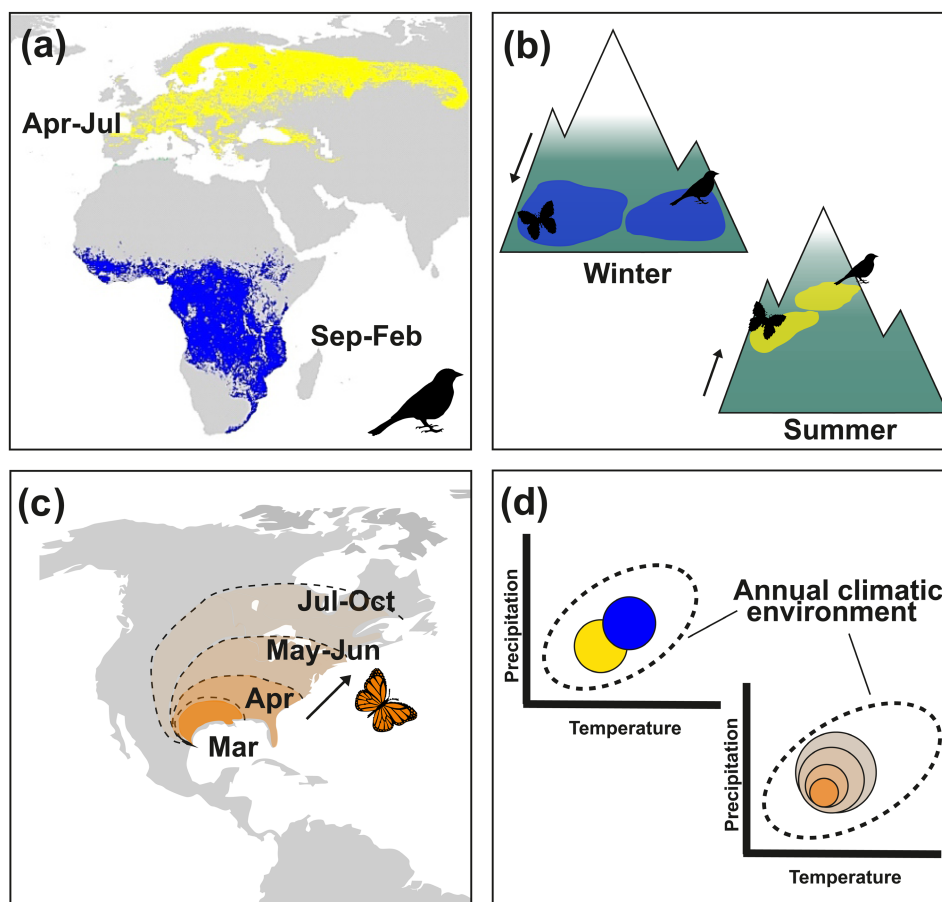 (a)
Apr-Jul
Sep-Feb
(b)
Winter
Summer
(c)
Jul-Oct
May-Jun
Apr
Mar
(d)
Precipitation
Temperature
Annual climatic
environment
Precipitation
Temperature